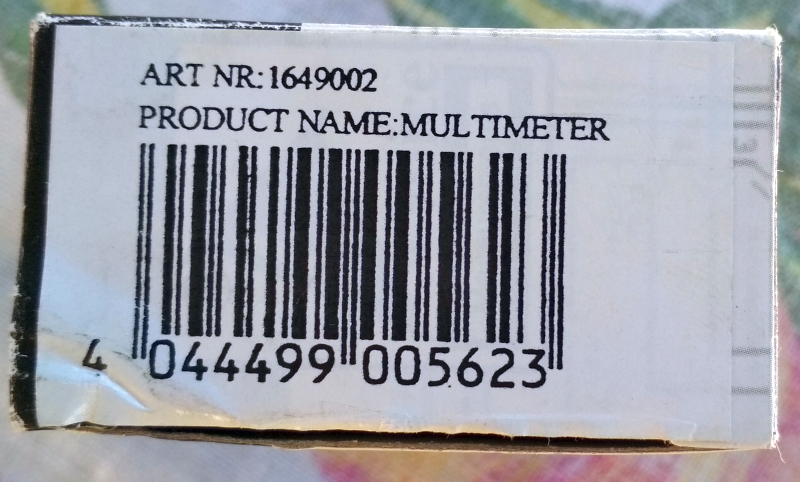 ART NR:1649002
PRODUCT NAME:MULTIMETER
4 044499 005623